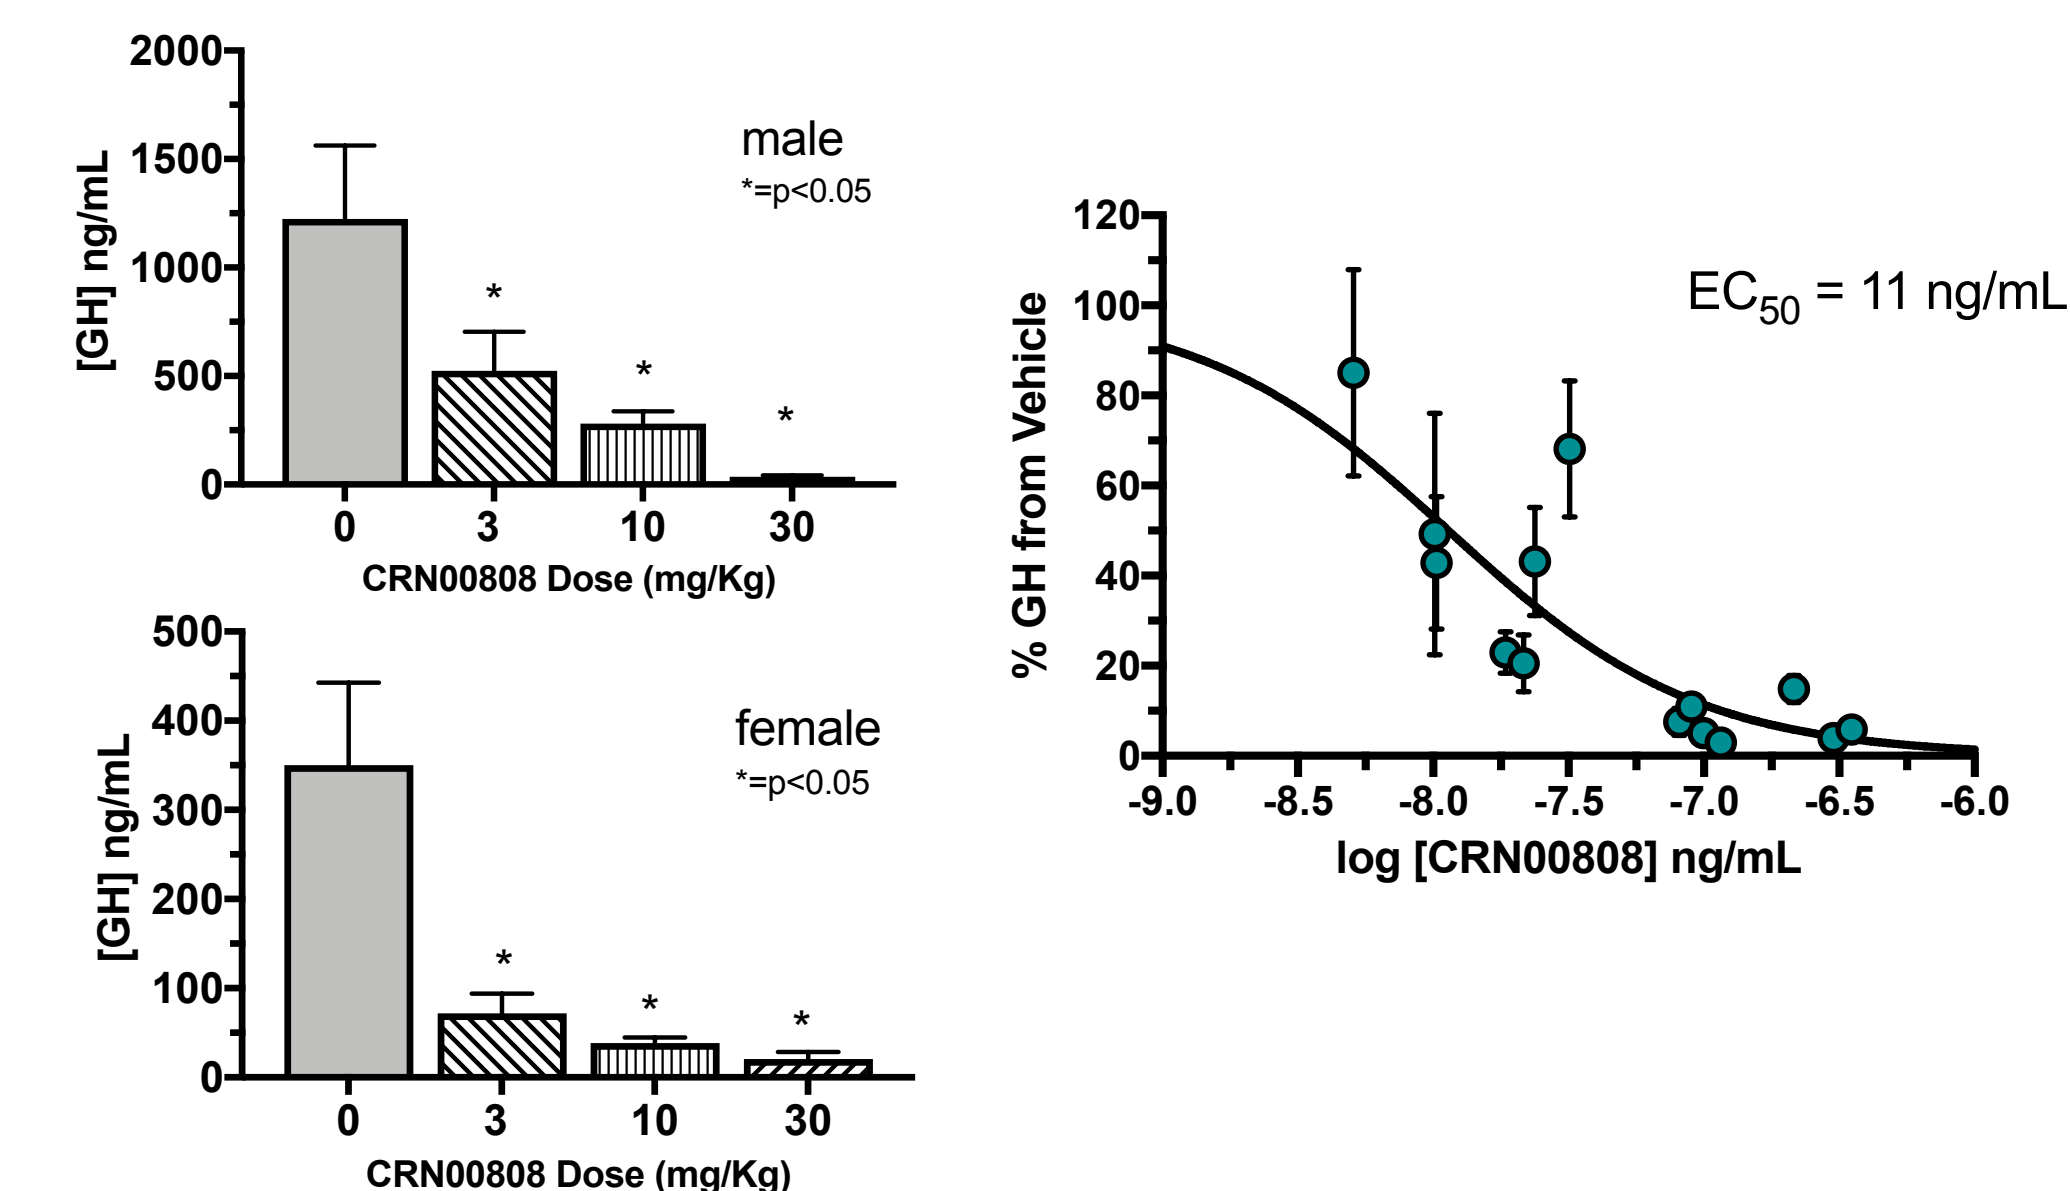 2000
1500
1000
500
0
[GH] ng/mL
male
*=p<0.05
*
*
*
0 3 10 30
CRN00808 Dose (mg/Kg)
500
400
300
200
100
0
[GH] ng/mL
female
*=p<0.05
*
*
*
0 3 10 30
CRN00808 Dose (mg/Kg)
120
100
80
60
40
20
0
% GH from Vehicle
EC50 = 11 ng/mL
-9.0 -8.5 -8.0 -7.5 -7.0 -6.5 -6.0
log [CRN00808] ng/mL